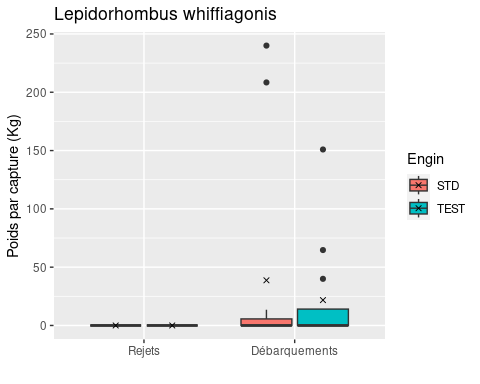 Lepidorhombus whiffiagonis
Poids par capture (Kg)
250
200
150
100
50
0
Rejets
Débarquements
Engin
STD
TEST